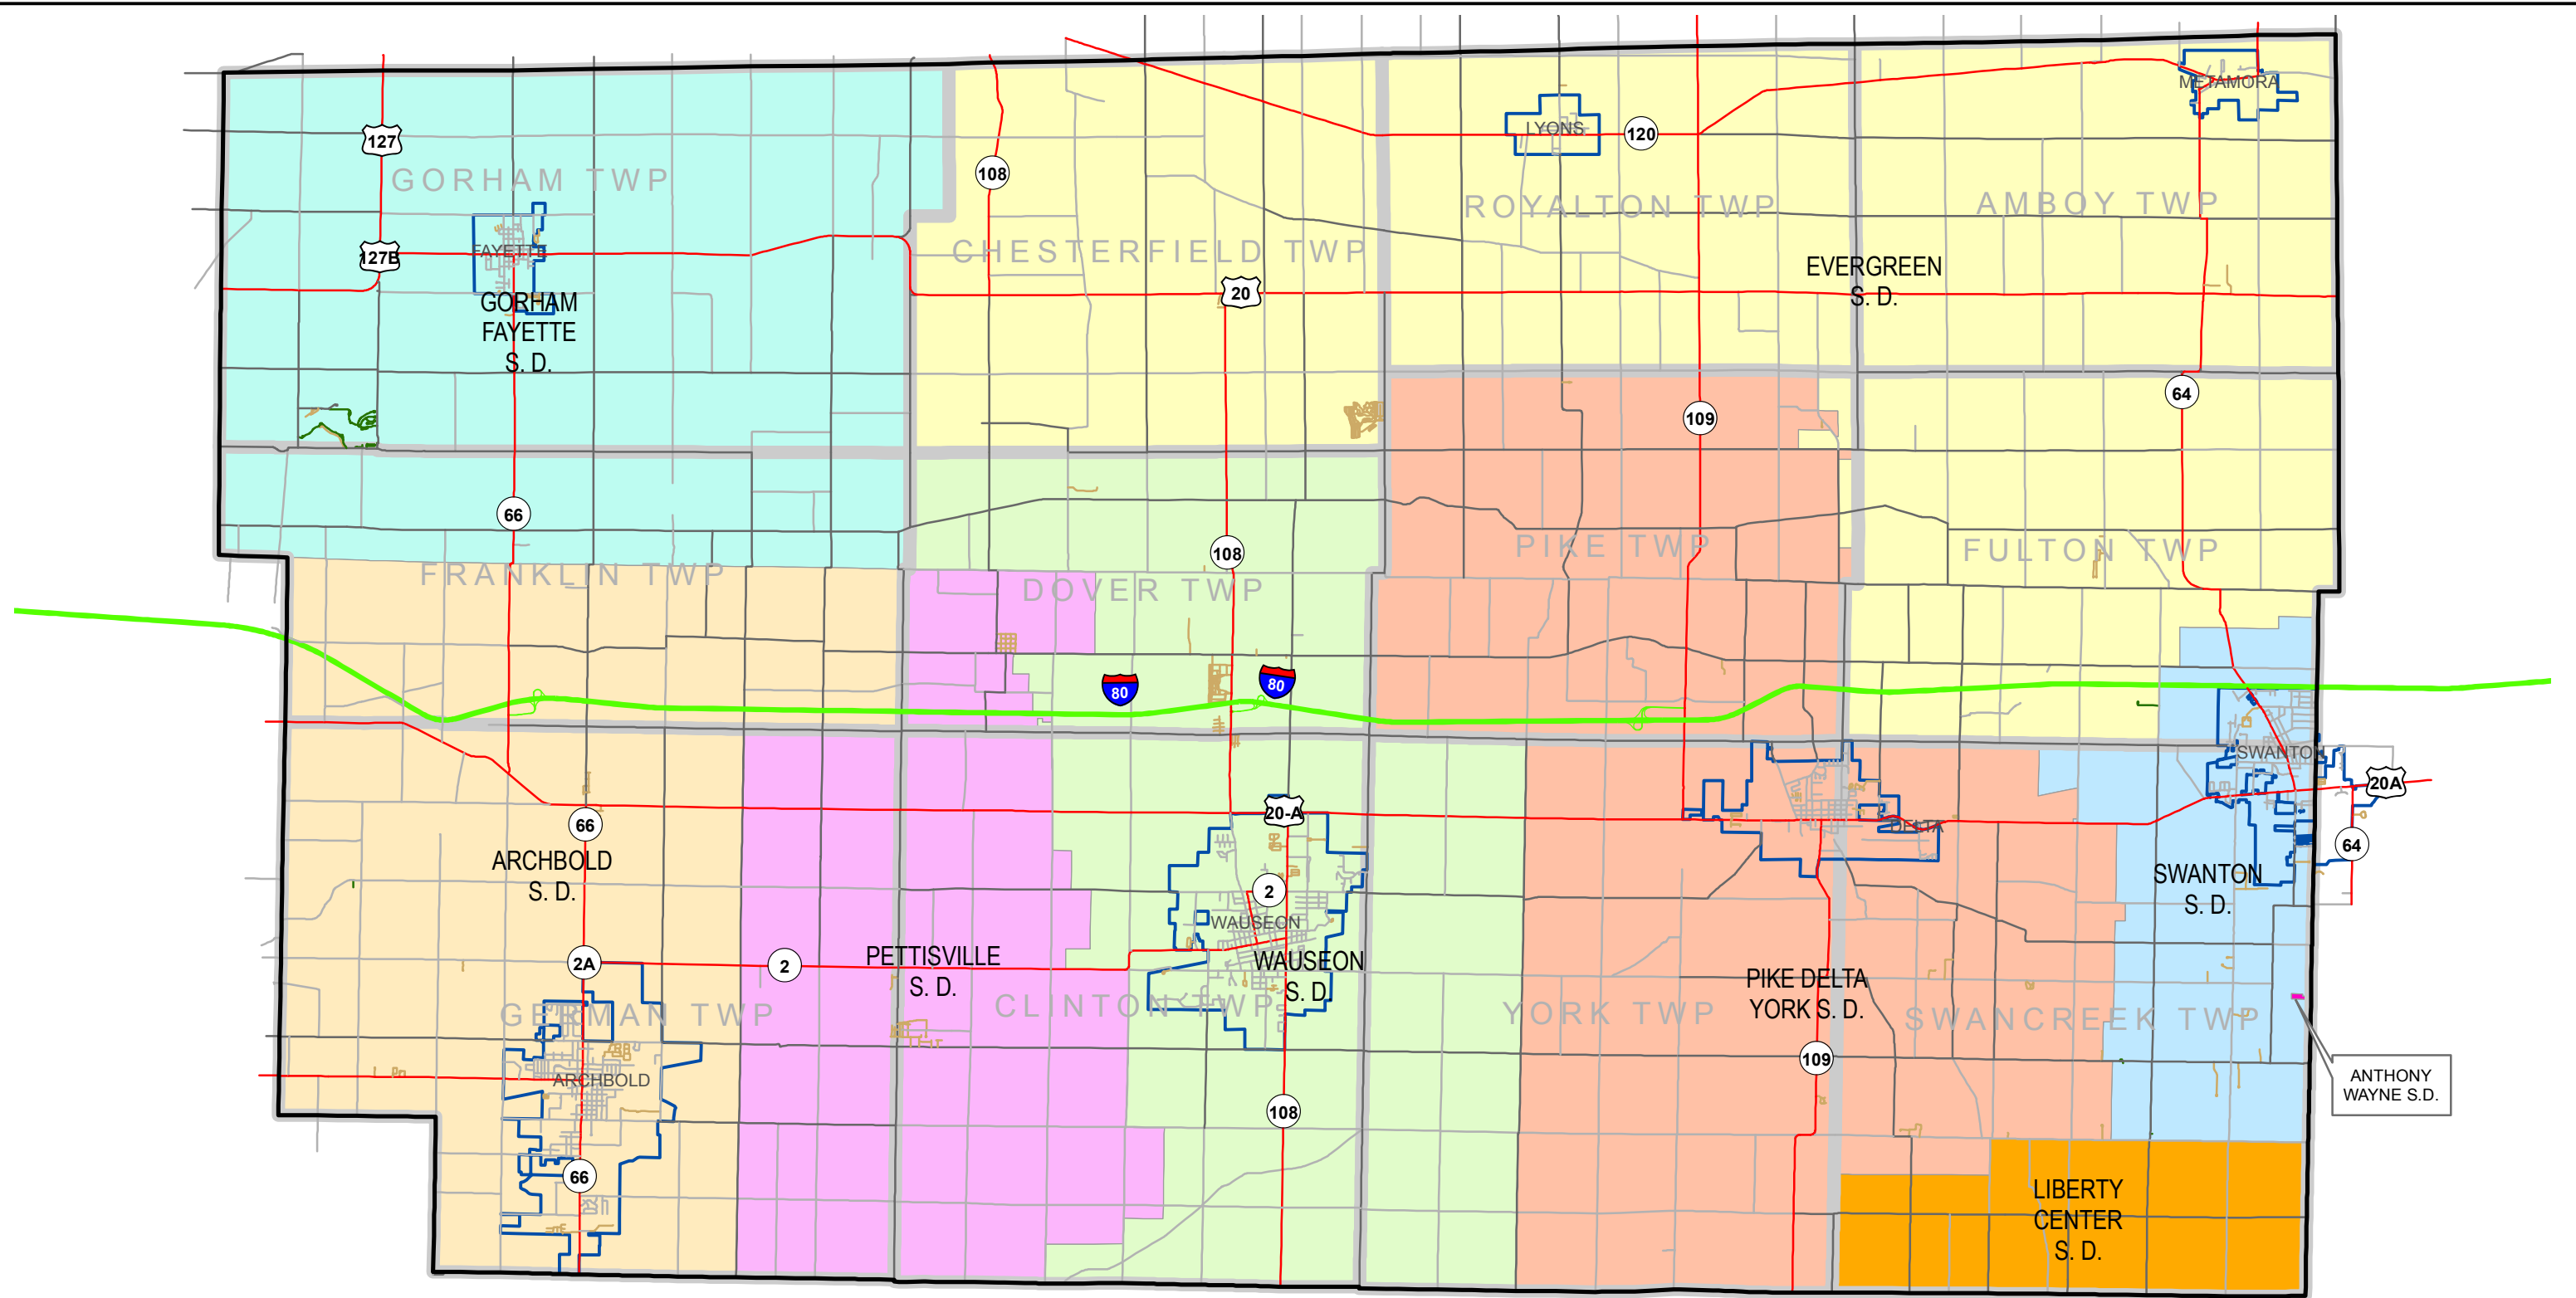 METAMORA
LYONS
120
127
108
GORHAM TWP
AMBOY TWP
ROYALTON TWP
FAYETTE
CHESTERFIELD TWP
127B
EVERGREEN
S. D.
20
GORHAM
FAYETTE
S. D.
64
109
66
108
PIKE TWP
FULTON TWP
FRANKLIN TWP
DOVER TWP
80
80
SWANTON
20A
20-A
66
DELTA
64
ARCHBOLD
S. D.
SWANTON
S. D.
2
WAUSEON
PETTISVILLE
S. D.
WAUSEON
S. D.
2A
2
PIKE DELTA
YORK S. D.
CLINTON TWP
GERMAN TWP
YORK TWP
SWANCREEK TWP
109
ARCHBOLD
ANTHONY
WAYNE S.D.
108
66
LIBERTY
CENTER
S. D.